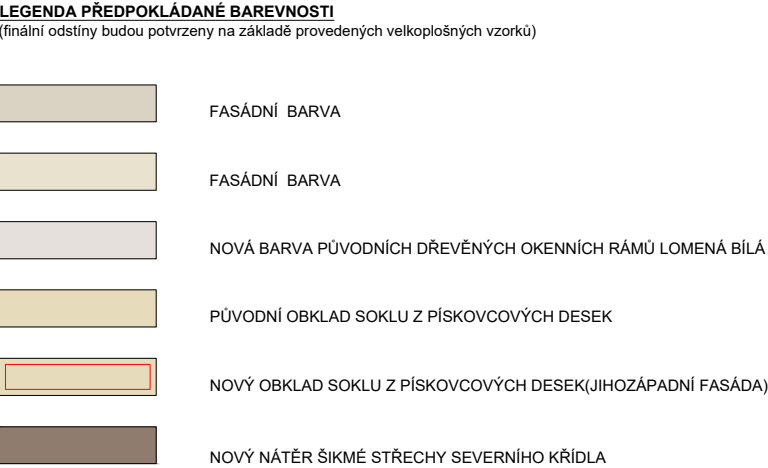 LEGENDA PŘEDPOKLÁDANÉ BAREVNOSTI
(finální odstíny budou potvrzeny na základě provedených velkoplošných vzorků)
FASÁDNÍ BARVA
FASÁDNÍ BARVA
NOVÁ BARVA PŮVODNÍCH DŘEVĚNÝCH OKENNÍCH RÁMŮ LOMENÁ BÍLÁ
PŮVODNÍ OBKLAD SOKLU Z PÍSKOVCOVÝCH DESEK
NOVÝ OBKLAD SOKLU Z PÍSKOVCOVÝCH DESEK(JIHOZÁPADNÍ FASÁDA)
NOVÝ NÁTĚR ŠIKMÉ STŘECHY SEVERNÍHO KŘÍDLA